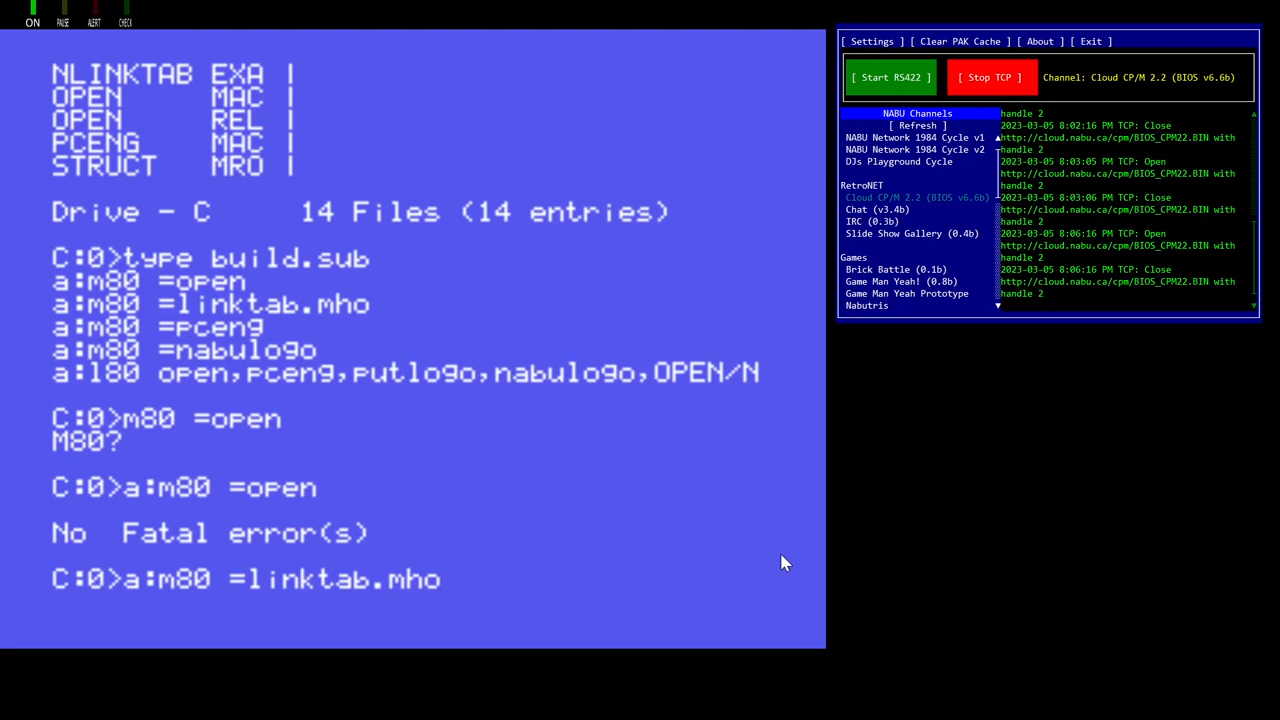 ON PAUSE ALERT CHECK
NLINKTAB EXA |
OPEN     MAC |
OPEN     REL |
PCENG    MAC |
STRUCT   MRO |
Drive - C     14 Files (14 entries)
C:0>type build.sub
a:m80 =open
a:m80 =linktab.mho
a:m80 =pceng
a:m80 =nabulogo
a:l80 open,pceng,putlogo,nabulogo,OPEN/N
C:0>m80 =open
M80?
C:0>a:m80 =open
No  Fatal error(s)
C:0>a:m80 =linktab.mho
[ Settings ] [ Clear PAK Cache ] [ About ] [ Exit ]
[ Start RS422 ] [ Stop TCP ] Channel: Cloud CP/M 2.2 (BIOS v6.6b)
NABU Channels
[ Refresh ]
NABU Network 1984 Cycle v1
NABU Network 1984 Cycle v2
DJs Playground Cycle
RetroNET
Cloud CP/M 2.2 (BIOS v6.6b)
Chat (v3.4b)
IRC (0.3b)
Slide Show Gallery (0.4b)
Games
Brick Battle (0.1b)
Game Man Yeah! (0.8b)
Game Man Yeah Prototype
Nabutris
handle 2
2023-03-05 8:02:16 PM TCP: Close
http://cloud.nabu.ca/cpm/BIOS_CPM22.BIN with
handle 2
2023-03-05 8:03:05 PM TCP: Open
http://cloud.nabu.ca/cpm/BIOS_CPM22.BIN with
handle 2
2023-03-05 8:03:06 PM TCP: Close
http://cloud.nabu.ca/cpm/BIOS_CPM22.BIN with
handle 2
2023-03-05 8:06:16 PM TCP: Open
http://cloud.nabu.ca/cpm/BIOS_CPM22.BIN with
handle 2
2023-03-05 8:06:16 PM TCP: Close
http://cloud.nabu.ca/cpm/BIOS_CPM22.BIN with
handle 2